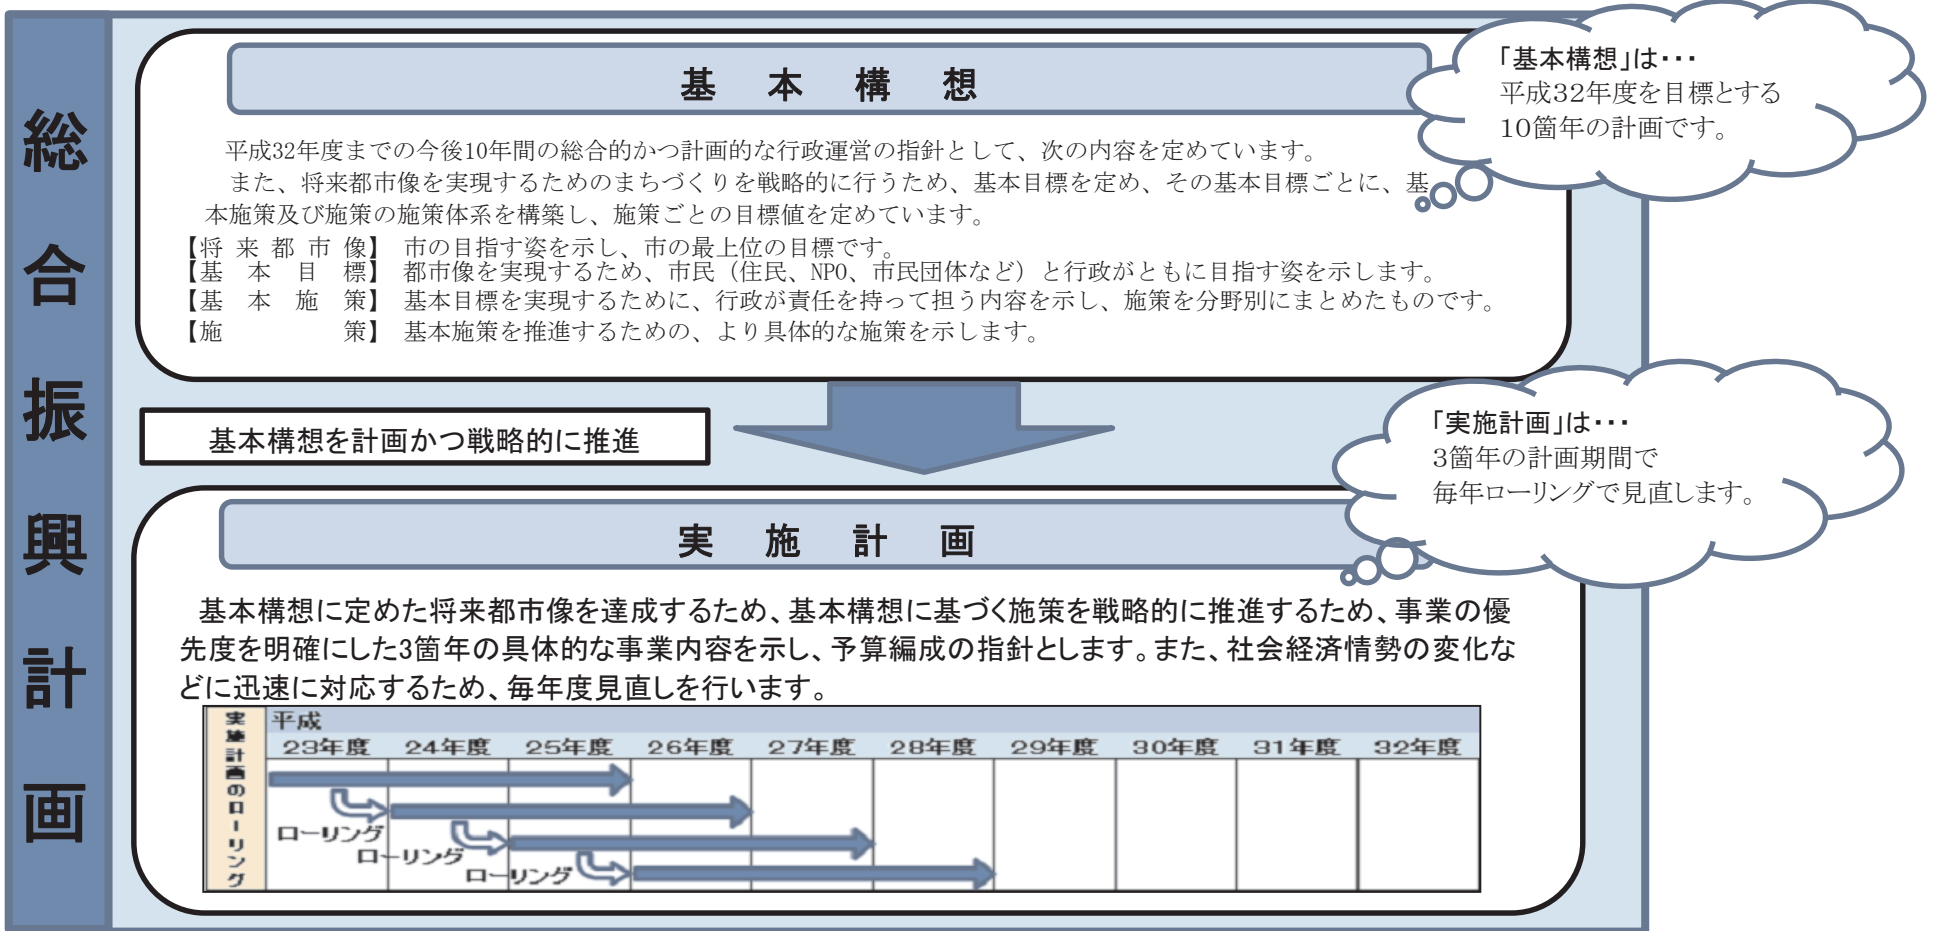 総合振興計画
基本構想
「基本構想」は・・・
平成32年度を目標とする
10箇年の計画です。
平成32年度までの今後10年間の総合的かつ計画的な行政運営の指針として、次の内容を定めています。
また、将来都市像を実現するためのまちづくりを戦略的に行うため、基本目標を定め、その基本目標ごとに、基
本施策及び施策の施策体系を構築し、施策ごとの目標値を定めています。
【将来都市像】 市の目指す姿を示し、市の最上位の目標です。
【基本目標】 都市像を実現するため、市民（住民、NPO、市民団体など）と行政がともに目指す姿を示します。
【基本施策】 基本目標を実現するために、行政が責任を持って担う内容を示し、施策を分野別にまとめたものです。
【施策】 基本施策を推進するための、より具体的な施策を示します。
基本構想を計画かつ戦略的に推進
「実施計画」は・・・
3箇年の計画期間で
毎年ローリングで見直します。
実施計画
基本構想に定めた将来都市像を達成するため、基本構想に基づく施策を戦略的に推進するため、事業の優
先度を明確にした3箇年の具体的な事業内容を示し、予算編成の指針とします。また、社会経済情勢の変化な
どに迅速に対応するため、毎年度見直しを行います。
実施計画のローリング
平成
23年度 24年度 25年度 26年度 27年度 28年度 29年度 30年度 31年度 32年度
ローリング
ローリング
ローリング